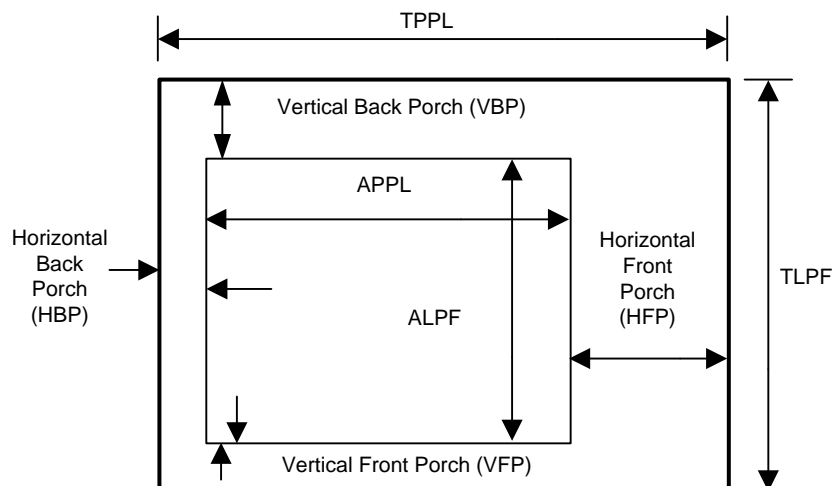 TPPL
Vertical Back Porch (VBP)
APPL
Horizontal
Back
Porch
(HBP)
Horizontal
Front
Porch
(HFP)
TLPF
ALPF
Vertical Front Porch (VFP)